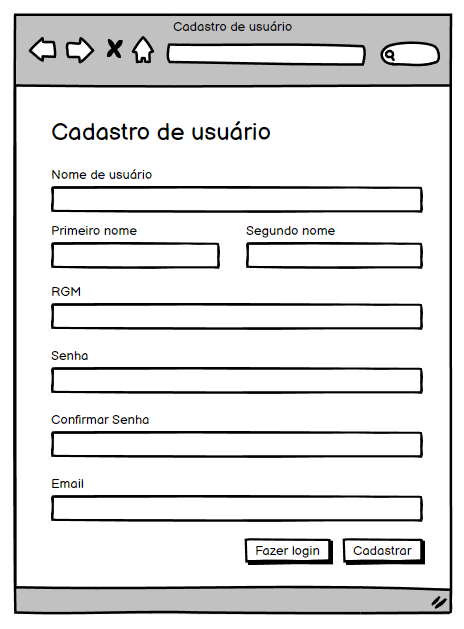 Cadastro de usuário
Cadastro de usuário
Nome de usuário
Primeiro nome Segundo nome
RGM
Senha
Confirmar Senha
Email
Fazer login Cadastrar